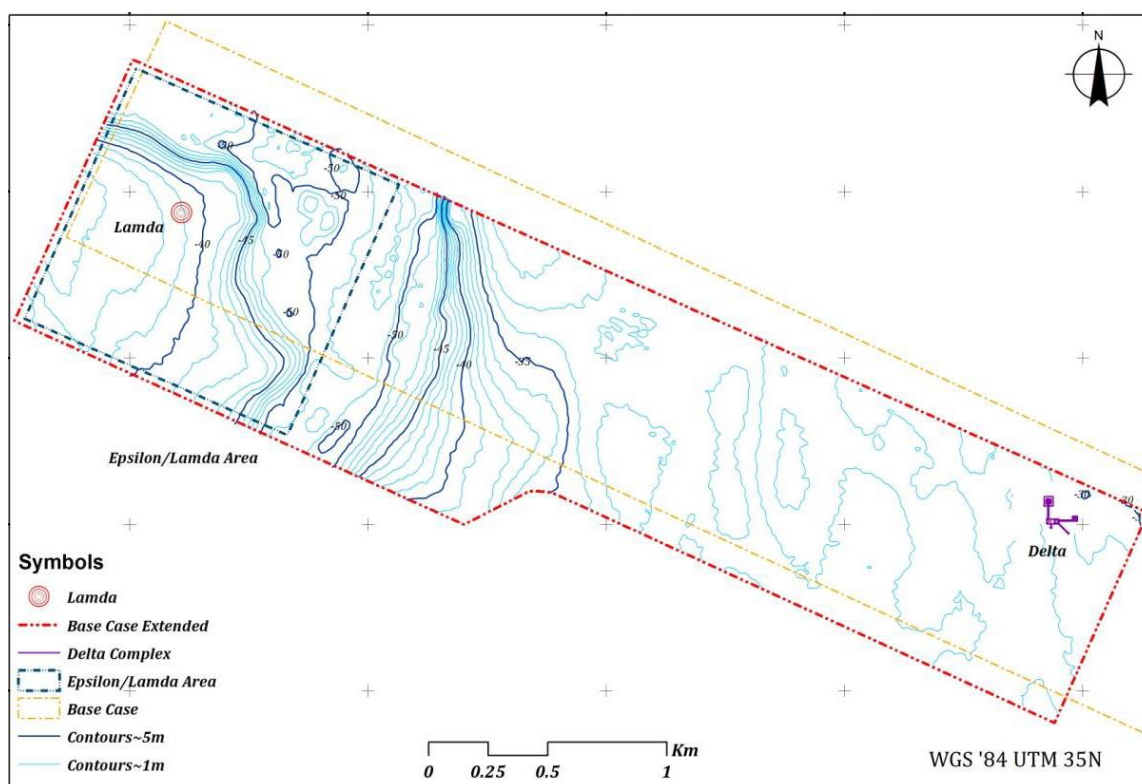 N
-50
-50
-50
Lamda
-40
-45
-50
-50
-50
-45
-40
-35
-50
Epsilon/Lamda Area
-30
-30
Delta
Symbols
Lamda
Base Case Extended
Delta Complex
Epsilon/Lamda Area
Base Case
Contours~5m
Contours~1m
Km
0 0.25 0.5 1
WGS '84 UTM 35N